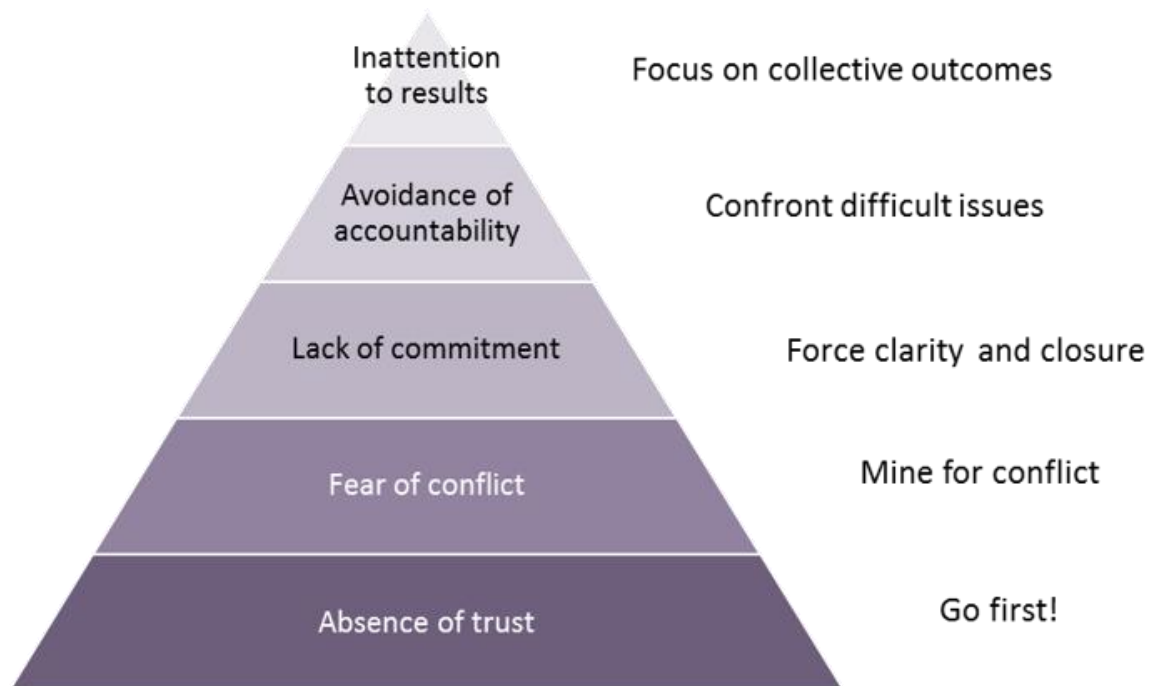 Inattention
to results
Focus on collective outcomes
Avoidance of
accountability
Confront difficult issues
Lack of commitment
Force clarity and closure
Fear of conflict
Mine for conflict
Absence of trust
Go first!